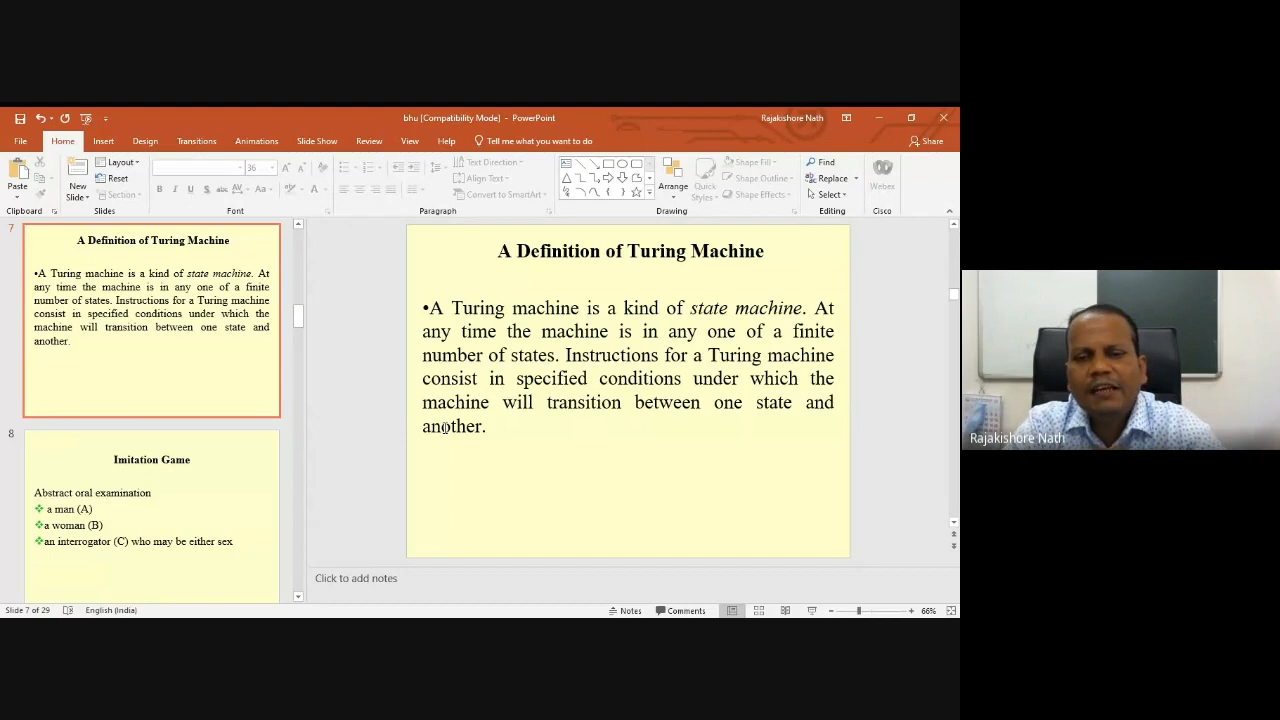 bhu [Compatibility Mode] - PowerPoint
Rajakishore Nath
File Home Insert Design Transitions Animations Slide Show Review View Help Tell me what you want to do Share
Paste
Clipboard
New Slide
Layout
Reset
Section
Slides
36
Font
Text Direction
Align Text
Convert to SmartArt
Paragraph
Arrange
Quick Styles
Shape Fill
Shape Outline
Shape Effects
Drawing
Find
Replace
Select
Editing
Webex
Cisco
7
A Definition of Turing Machine
•A Turing machine is a kind of state machine. At
any time the machine is in any one of a finite
number of states. Instructions for a Turing machine
consist in specified conditions under which the
machine will transition between one state and
another.
8
Imitation Game
Abstract oral examination
❖ a man (A)
❖a woman (B)
❖an interrogator (C) who may be either sex
A Definition of Turing Machine
•A Turing machine is a kind of state machine. At
any time the machine is in any one of a finite
number of states. Instructions for a Turing machine
consist in specified conditions under which the
machine will transition between one state and
another.
Click to add notes
Slide 7 of 29 English (India) Notes Comments 66%
Rajakishore Nath